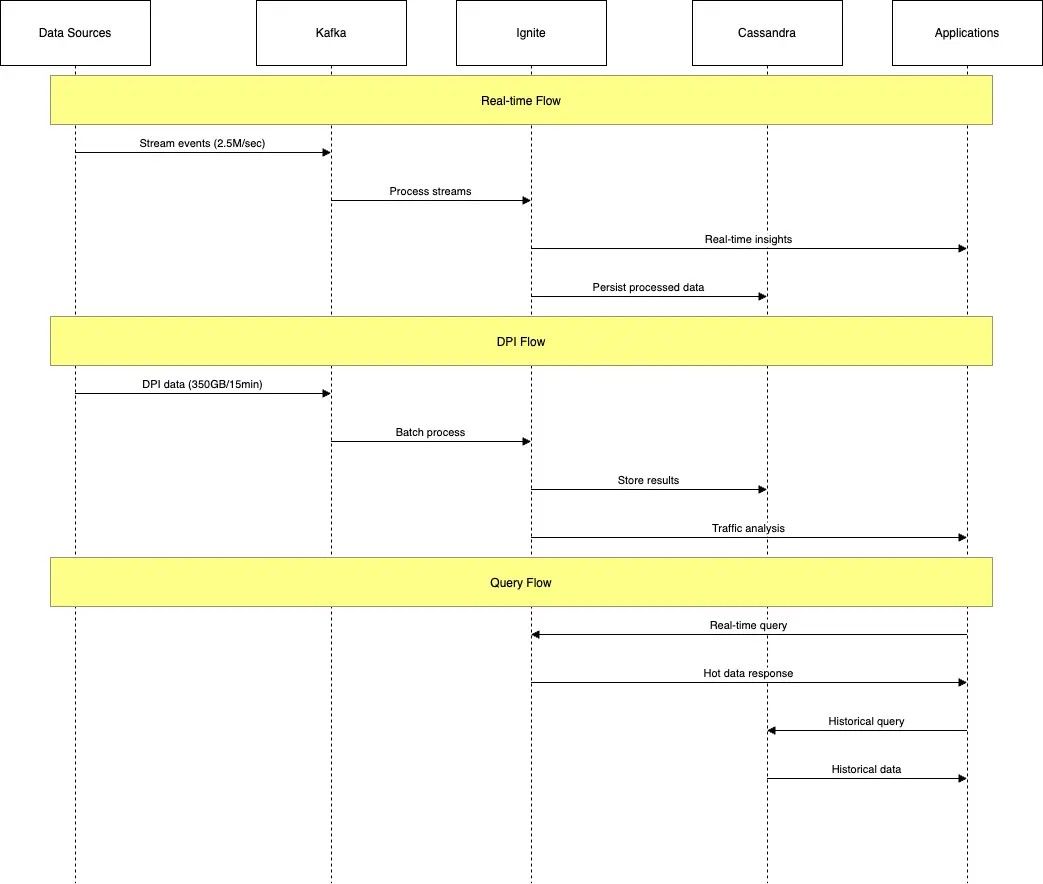 Data Sources
Kafka
Ignite
Cassandra
Applications
Real-time Flow
Stream events (2.5M/sec)
Process streams
Real-time insights
Persist processed data
DPI Flow
DPI data (350GB/15min)
Batch process
Store results
Traffic analysis
Query Flow
Real-time query
Hot data response
Historical query
Historical data